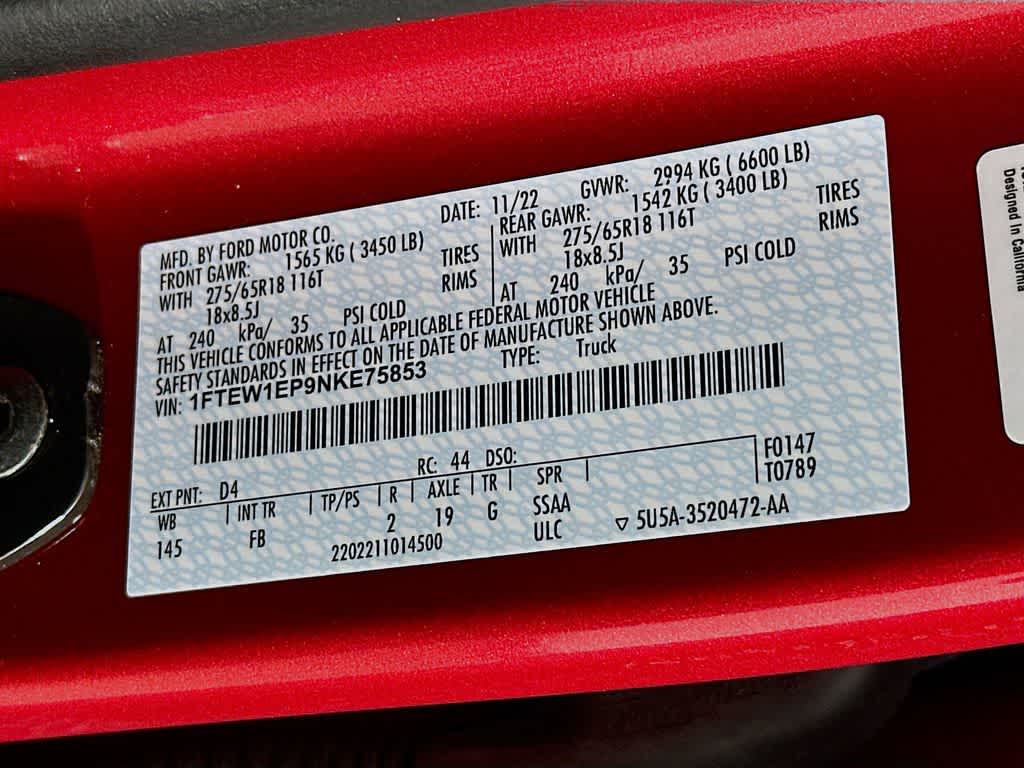 MFD. BY FORD MOTOR CO.
DATE: 11/22 GVWR: 2994 KG ( 6600 LB)
FRONT GAWR: 1565 KG ( 3450 LB)
WITH 275/65R18 116T TIRES
18x8.5J RIMS
AT 240 kPa/ 35 PSI COLD
REAR GAWR: 1542 KG ( 3400 LB)
WITH 275/65R18 116T TIRES
18x8.5J RIMS
AT 240 kPa/ 35 PSI COLD
THIS VEHICLE CONFORMS TO ALL APPLICABLE FEDERAL MOTOR VEHICLE
SAFETY STANDARDS IN EFFECT ON THE DATE OF MANUFACTURE SHOWN ABOVE.
VIN: 1FTEW1EP9NKE75853 TYPE: Truck
EXT PNT: D4 RC: 44 DSO:
F0147
T0789
WB INT TR TP/PS R AXLE TR SPR
145 FB 2 19 G SSAA
2202211014500 ULC ▽ 5U5A-3520472-AA
Designed In California